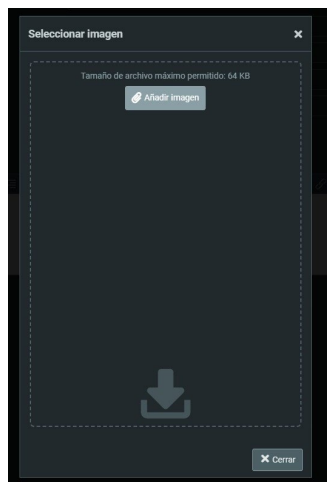 Seleccionar imagen
Tamaño de archivo máximo permitido: 64 KB
Añadir imagen
Cerrar